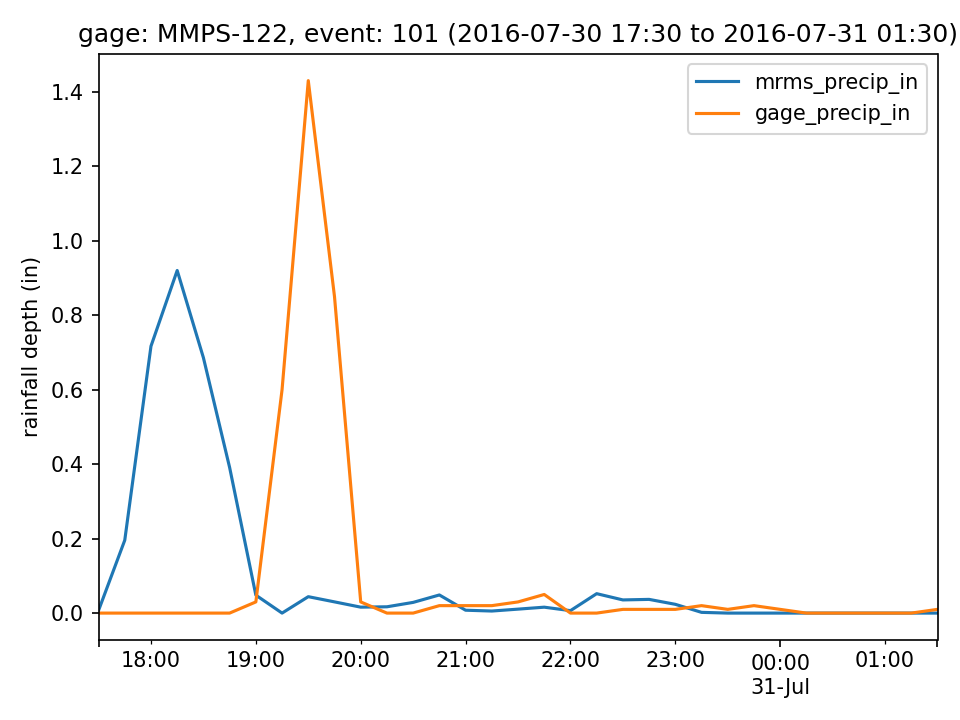 gage: MMPS-122, event: 101 (2016-07-30 17:30 to 2016-07-31 01:30)
mrms_precip_in
gage_precip_in
rainfall depth (in)
1.4
1.2
1.0
0.8
0.6
0.4
0.2
0.0
18:00 19:00 20:00 21:00 22:00 23:00 00:00 01:00
31-Jul